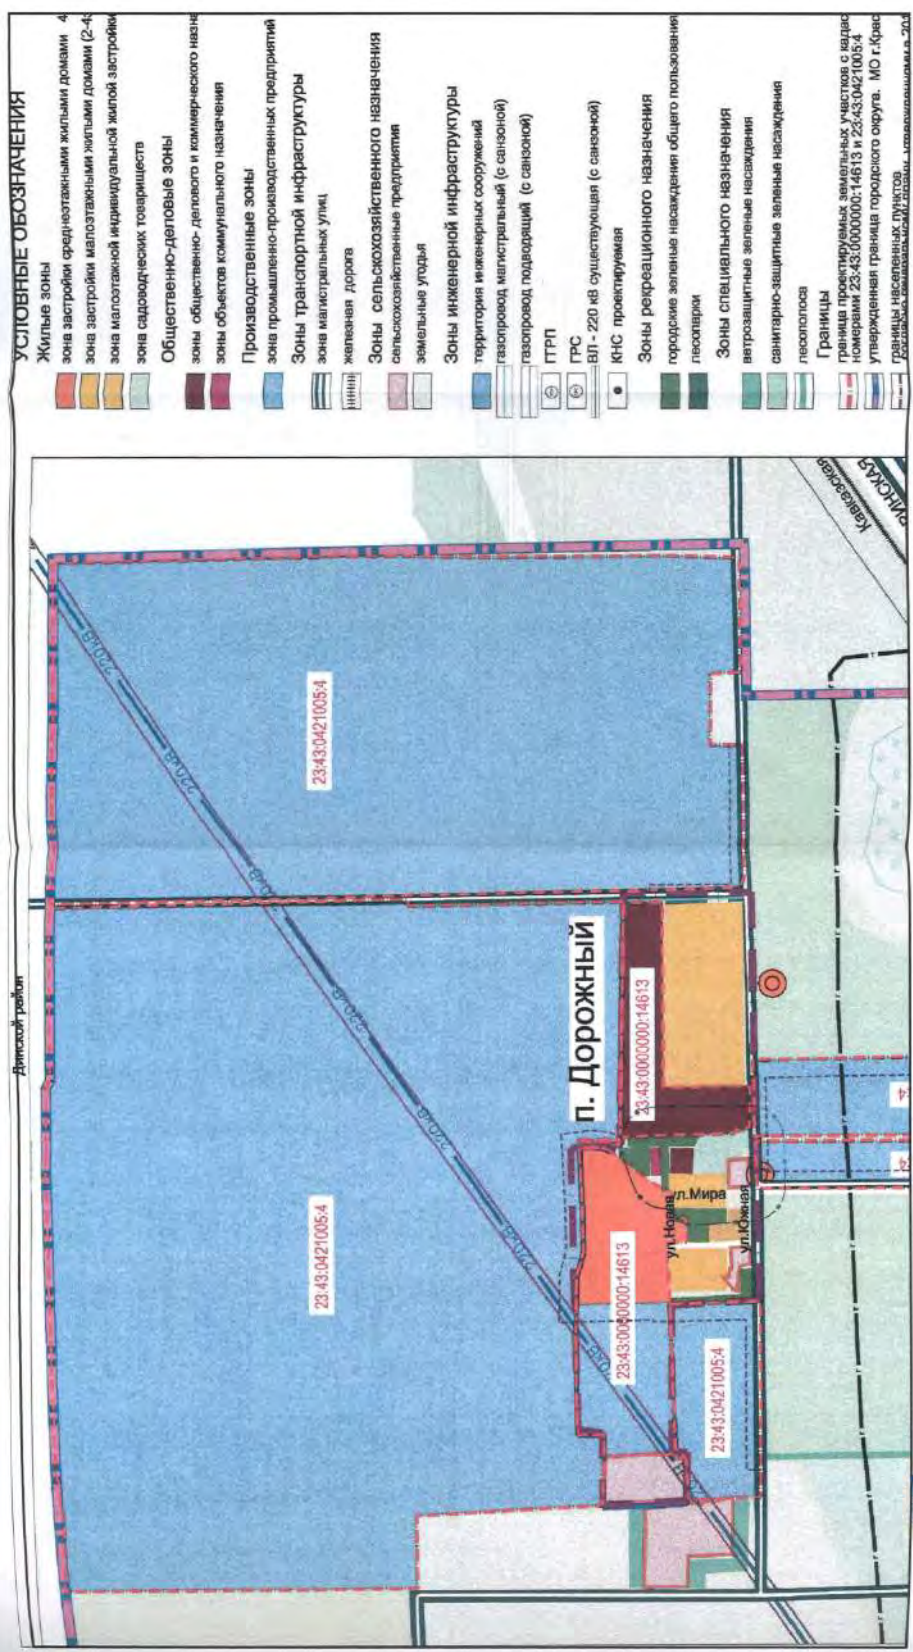 УСЛОВНЫЕ ОБОЗНАЧЕНИЯ
Жилые зоны
зона застройки среднеэтажными жилыми домами 4
зона застройки малоэтажными жилыми домами (2-4
зона малоэтажной индивидуальной жилой застройки
зона садоводческих товариществ
Общественно-деловые зоны
зоны общественно- делового и коммерческого назн
зоны объектов коммунального назначения
Производственные зоны
зона промышленно-производственных предприятий
Зоны транспортной инфраструктуры
зона магистральных улиц
железная дорога
Зоны сельскохозяйственного назначения
сельскохозяйственные предприятия
земельные угодья
Зоны инженерной инфраструктуры
территория инженерных сооружений
газопровод магистральный (с санзоной)
газопровод подводящий (с санзоной)
ГГРП
ГРС
ВЛ - 220 кВ существующая (с санзоной)
КНС проектируемая
Зоны рекреационного назначения
городские зеленые насаждения общего пользования
лесопарки
Зоны специального назначения
ветрозащитные зеленые насаждения
санитарно-защитные зеленые насаждения
лесополоса
Границы
граница проектируемых земельных участков с кадас
номерами 23:43:0000000:14613 и 23:43:0421005:4
утвержденная граница городского округа. МО г.Крас
границы населенных пунктов
Динской район
220кВ
220кВ
220кВ
220кВ
220кВ
220кВ
23:43:0421005:4
23:43:0421005:4
п. Дорожный
23:43:0000000:14613
23:43:0000000:14613
23:43:0421005:4
ул.Новая
ул.Мира
ул.Южная
Кавказская
РИНСКАЯ